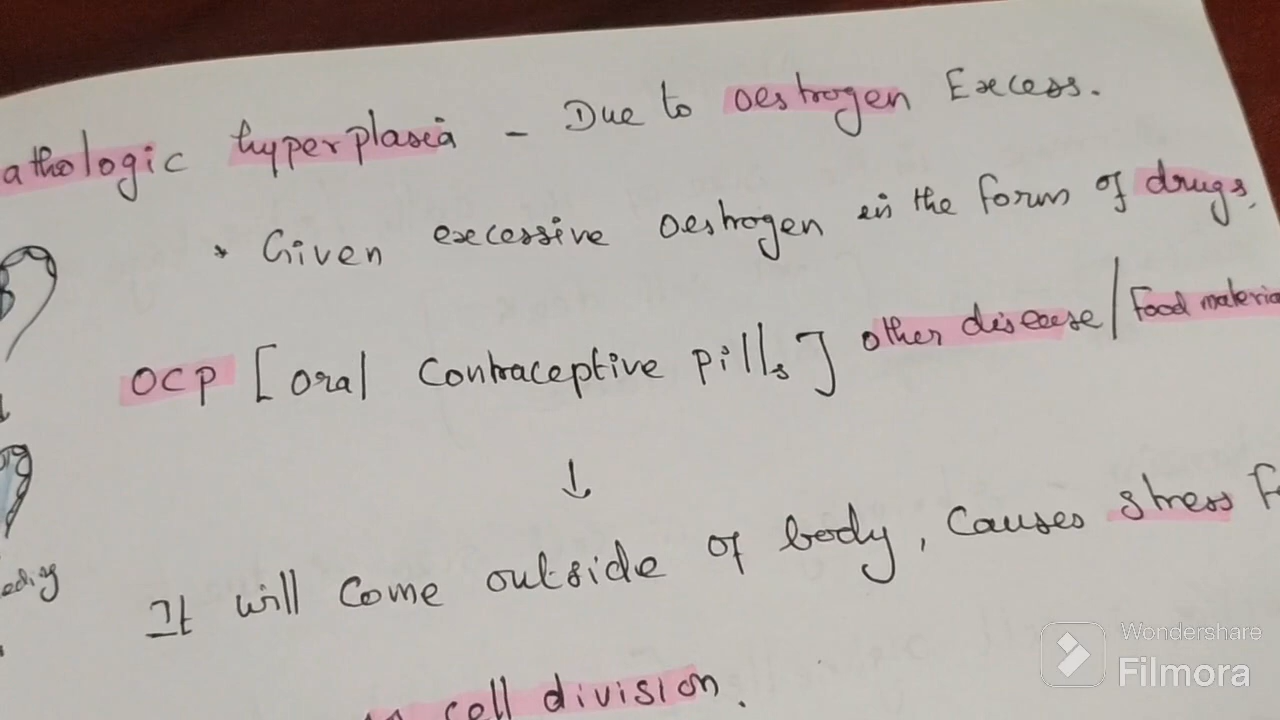 athologic hyperplasia - Due to oestrogen Excess.
* Given excessive oestrogen in the form of drugs,
OCP [oral contraceptive pills] other disease/Food materia
↓
It will come outside of body, causes stress F
cell division.
Wondershare
Filmora